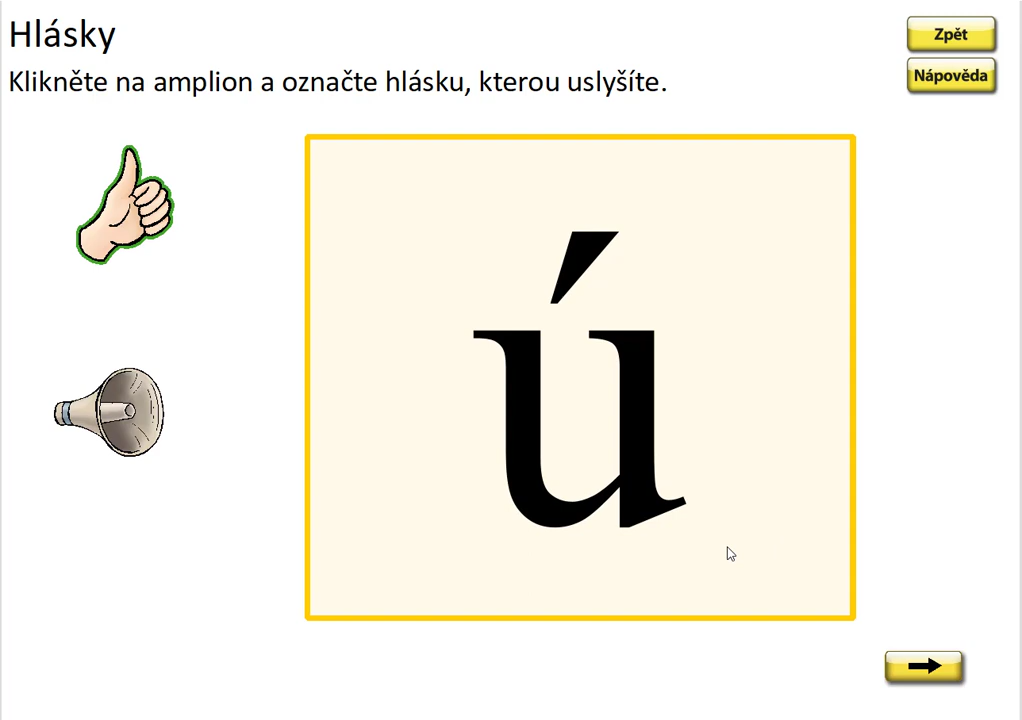 Hlásky
Zpět
Klikněte na amplion a označte hlásku, kterou uslyšíte.
Nápověda
ú